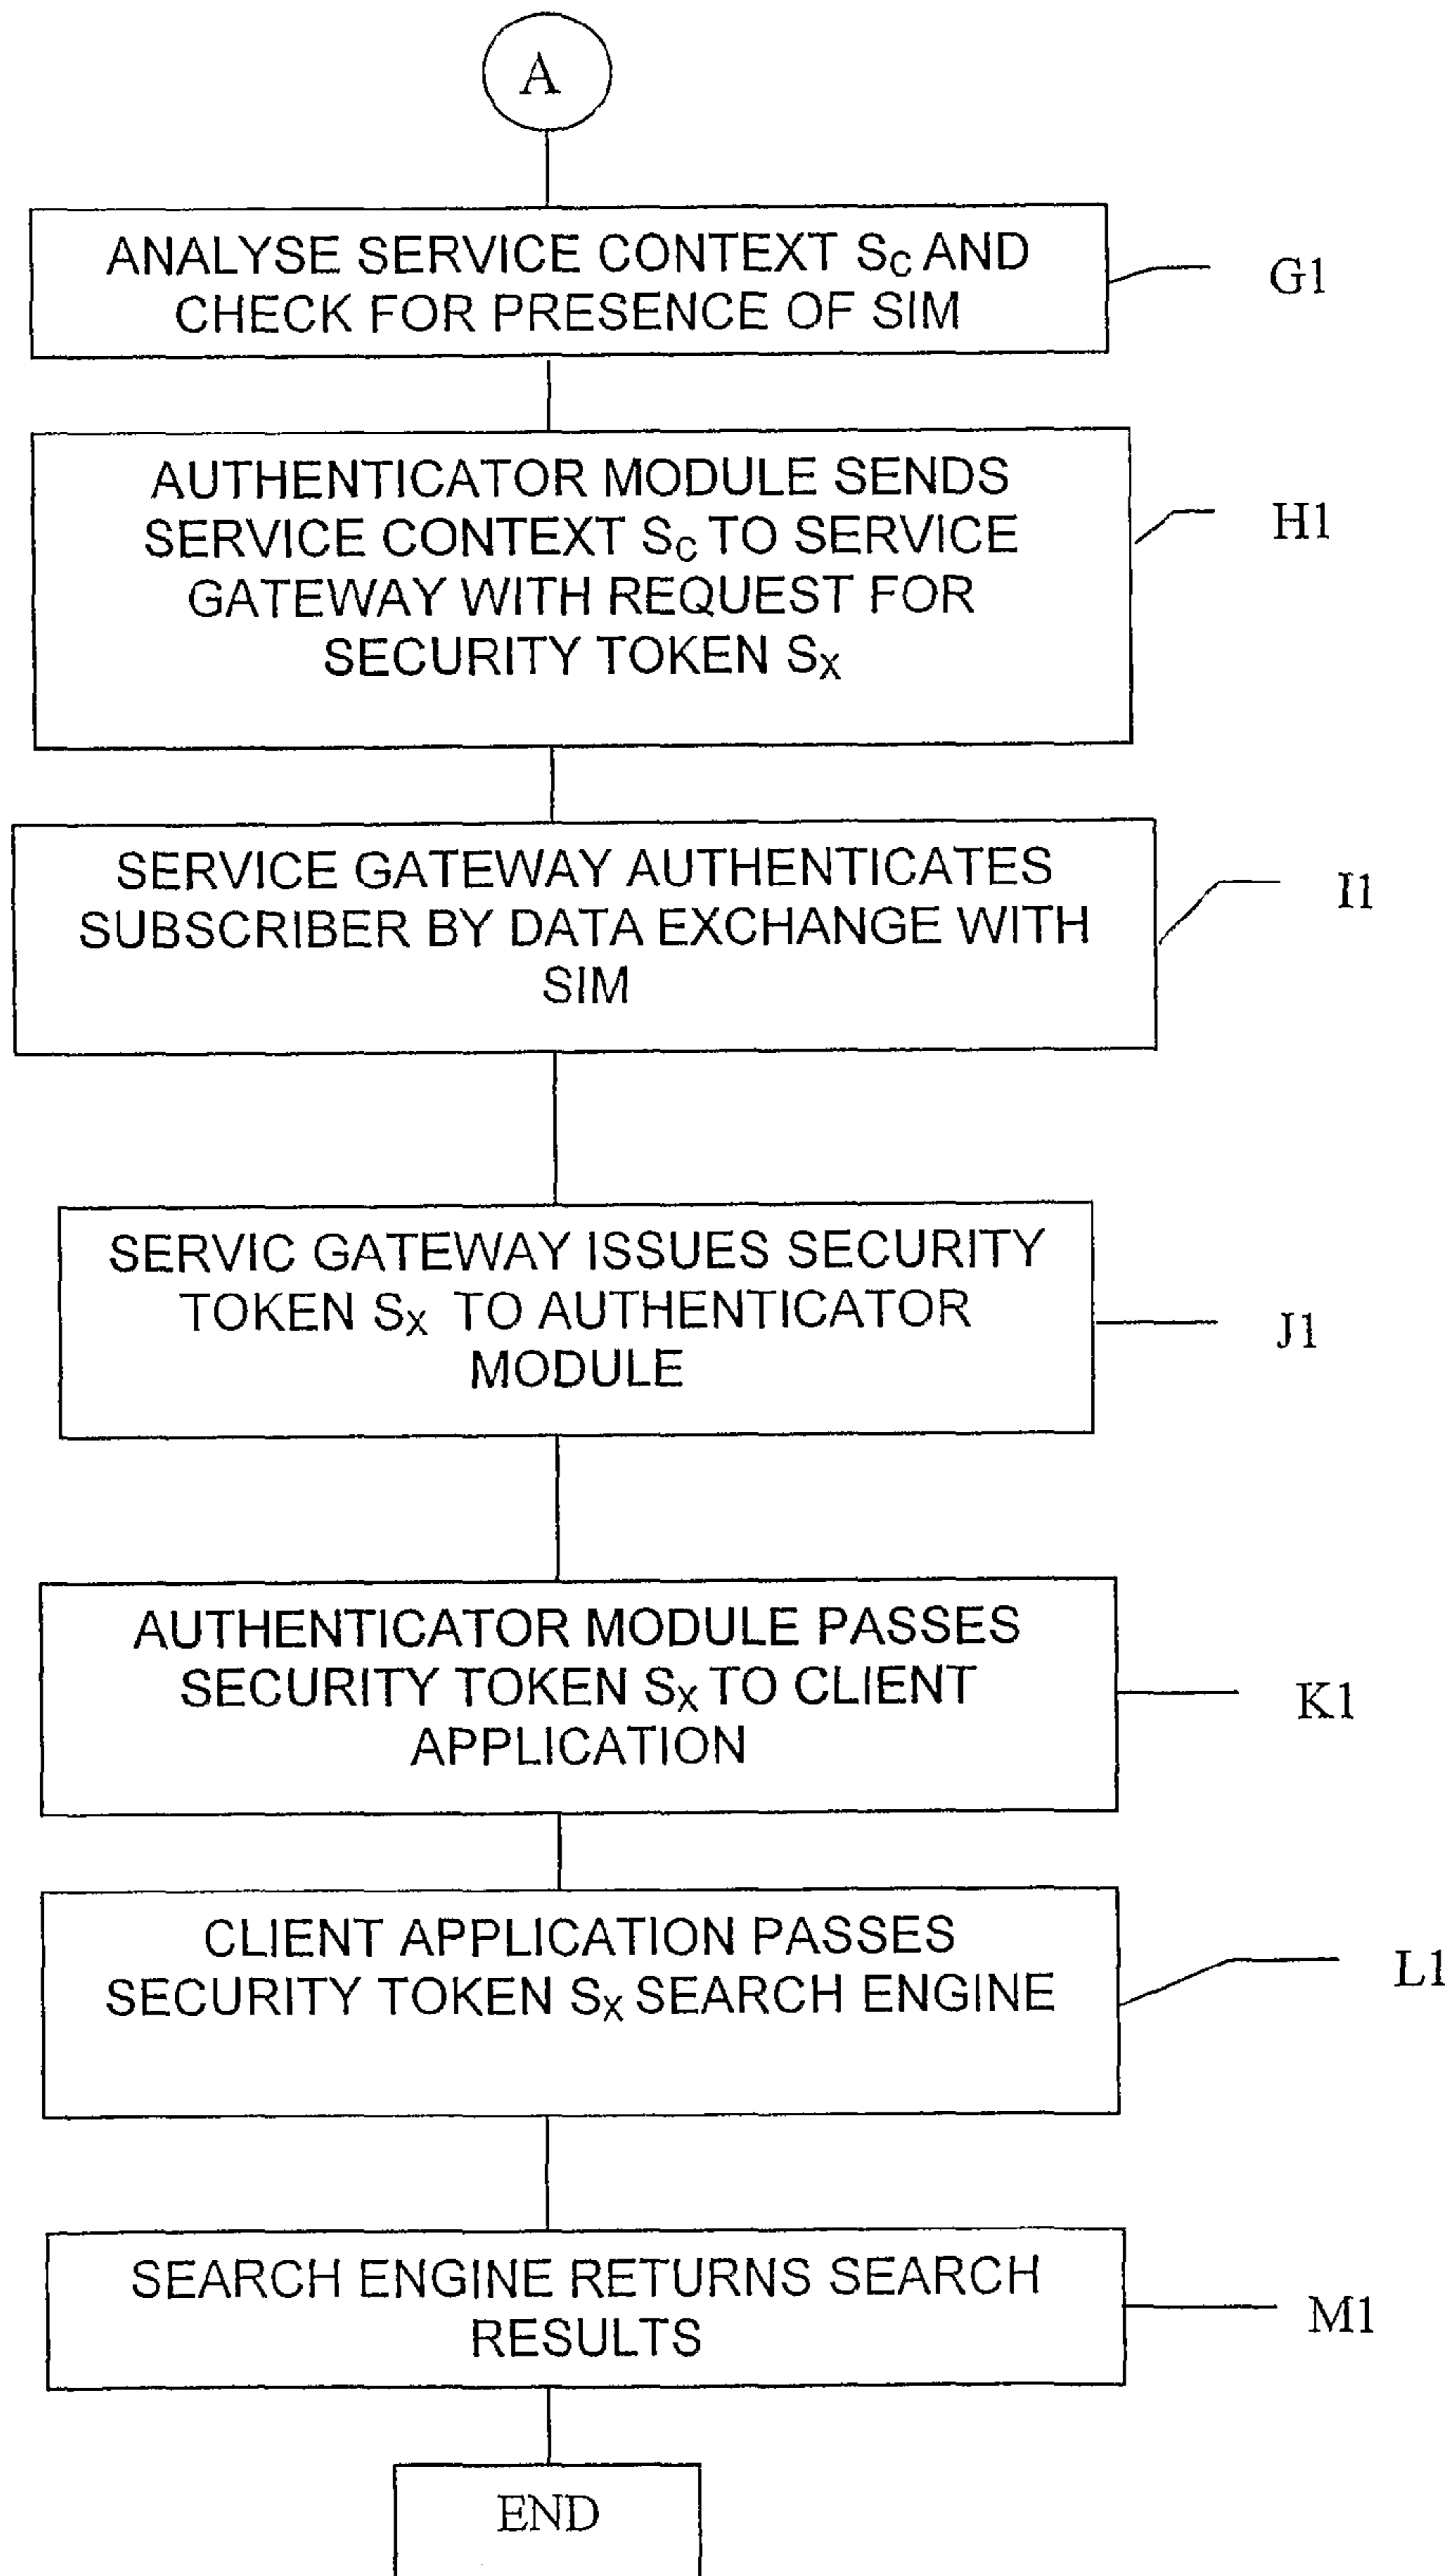 A
ANALYSE SERVICE CONTEXT SC AND
CHECK FOR PRESENCE OF SIM
G1
AUTHENTICATOR MODULE SENDS
SERVICE CONTEXT SC TO SERVICE
GATEWAY WITH REQUEST FOR
SECURITY TOKEN SX
H1
SERVICE GATEWAY AUTHENTICATES
SUBSCRIBER BY DATA EXCHANGE WITH
SIM
I1
SERVIC GATEWAY ISSUES SECURITY
TOKEN SX TO AUTHENTICATOR
MODULE
J1
AUTHENTICATOR MODULE PASSES
SECURITY TOKEN SX TO CLIENT
APPLICATION
K1
CLIENT APPLICATION PASSES
SECURITY TOKEN SX SEARCH ENGINE
L1
SEARCH ENGINE RETURNS SEARCH
RESULTS
M1
END